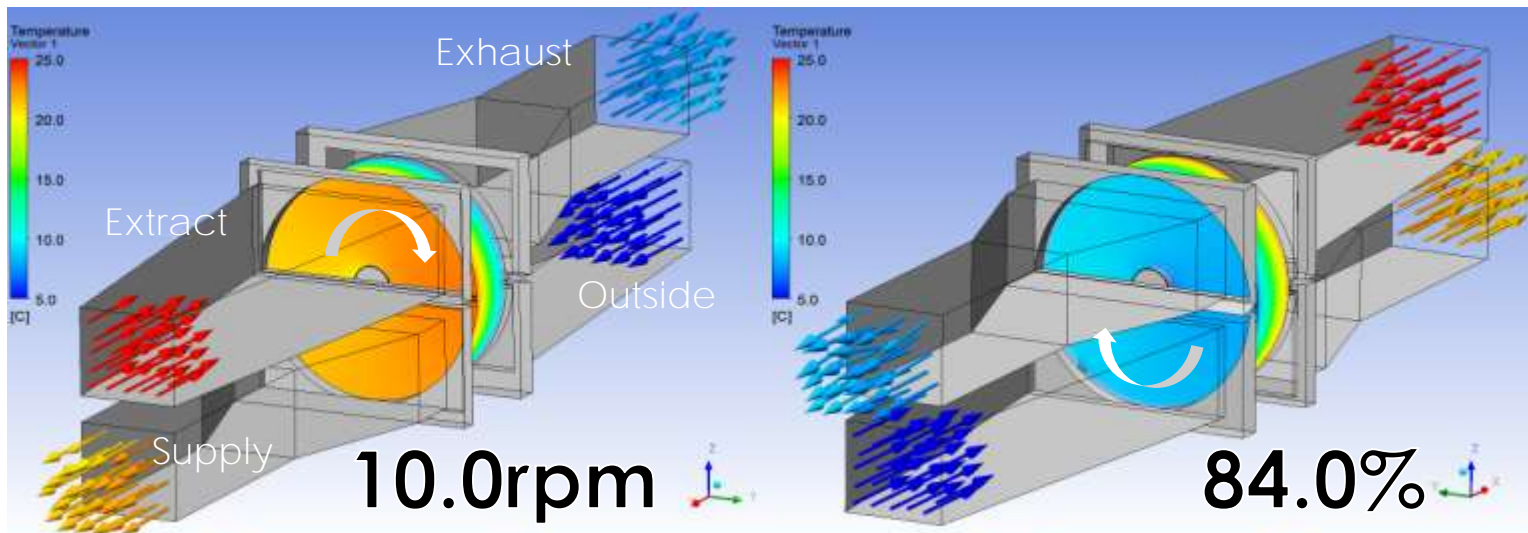 Temperature
Vector 1
25.0
20.0
15.0
10.0
5.0
[C]
Exhaust
Extract
Outside
Supply
10.0rpm
Z
Y
Temperature
Vector 1
25.0
20.0
15.0
10.0
5.0
[C]
84.0%
Z
Y
X